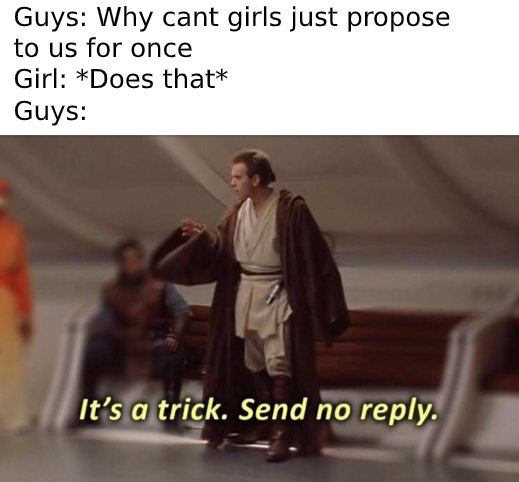 Guys: Why cant girls just propose
to us for once
Girl: *Does that*
Guys:
It's a trick. Send no reply.